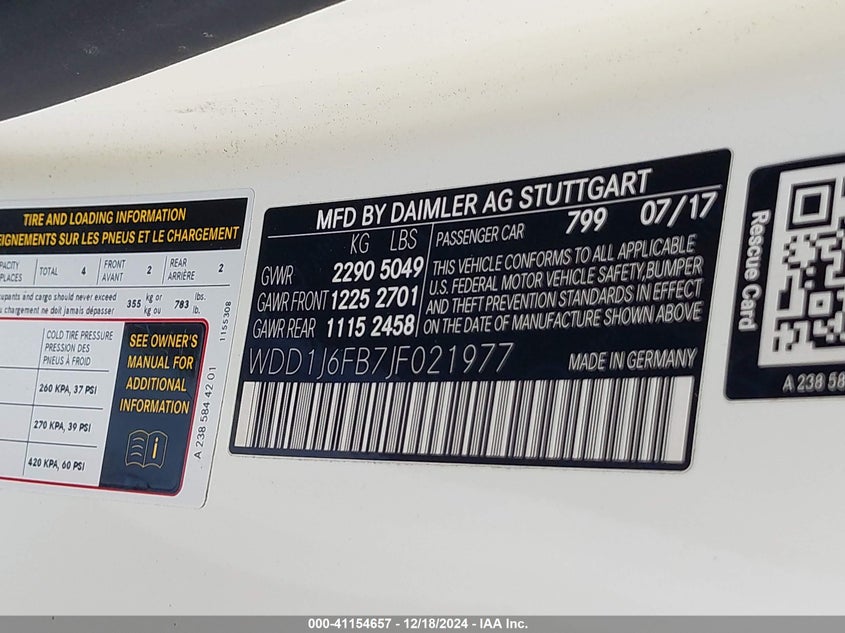 TIRE AND LOADING INFORMATION
EIGNEMENTS SUR LES PNEUS ET LE CHARGEMENT
APACITY TOTAL 4 FRONT 2 REAR 2
PLACES AVANT ARRIÈRE
upants and cargo should never exceed 355 kg or 783 lbs.
u chargement ne doit jamais dépasser kg ou lb.
COLD TIRE PRESSURE
PRESSION DES
PNEUS À FROID
260 KPA, 37 PSI
270 KPA, 39 PSI
420 KPA, 60 PSI
SEE OWNER'S
MANUAL FOR
ADDITIONAL
INFORMATION
i
1155308
A 238 584 42 01
MFD BY DAIMLER AG STUTTGART
KG LBS
GVWR 2290 5049
GAWR FRONT 1225 2701
GAWR REAR 1115 2458
PASSENGER CAR 799 07/17
THIS VEHICLE CONFORMS TO ALL APPLICABLE
U.S. FEDERAL MOTOR VEHICLE SAFETY, BUMPER
AND THEFT PREVENTION STANDARDS IN EFFECT
ON THE DATE OF MANUFACTURE SHOWN ABOVE
WDD1J6FB7JF021977 MADE IN GERMANY
Rescue Card
A 238 58
000-41154657 - 12/18/2024 - IAA Inc.